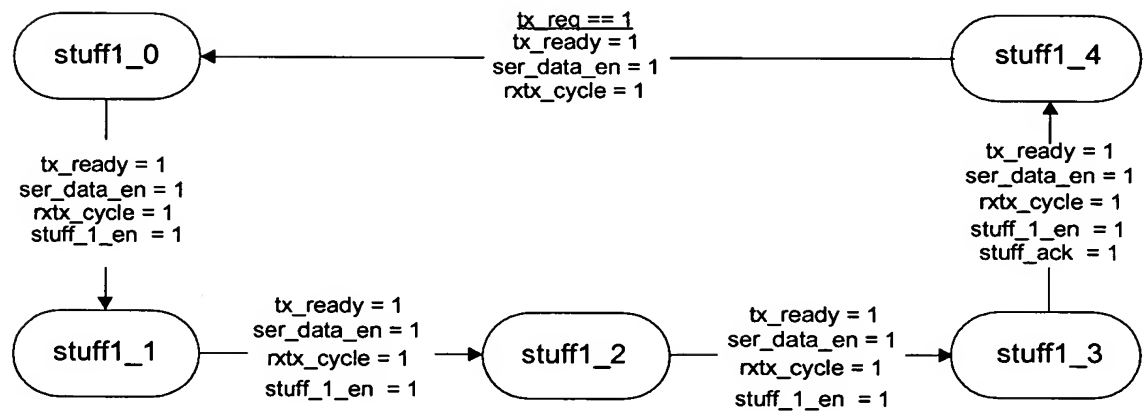 stuff1_0
tx_req == 1
tx_ready = 1
ser_data_en = 1
rxtx_cycle = 1
stuff1_4
tx_ready = 1
ser_data_en = 1
rxtx_cycle = 1
stuff_1_en = 1
tx_ready = 1
ser_data_en = 1
rxtx_cycle = 1
stuff_1_en = 1
stuff_ack = 1
stuff1_1
tx_ready = 1
ser_data_en = 1
rxtx_cycle = 1
stuff_1_en = 1
stuff1_2
tx_ready = 1
ser_data_en = 1
rxtx_cycle = 1
stuff_1_en = 1
stuff1_3